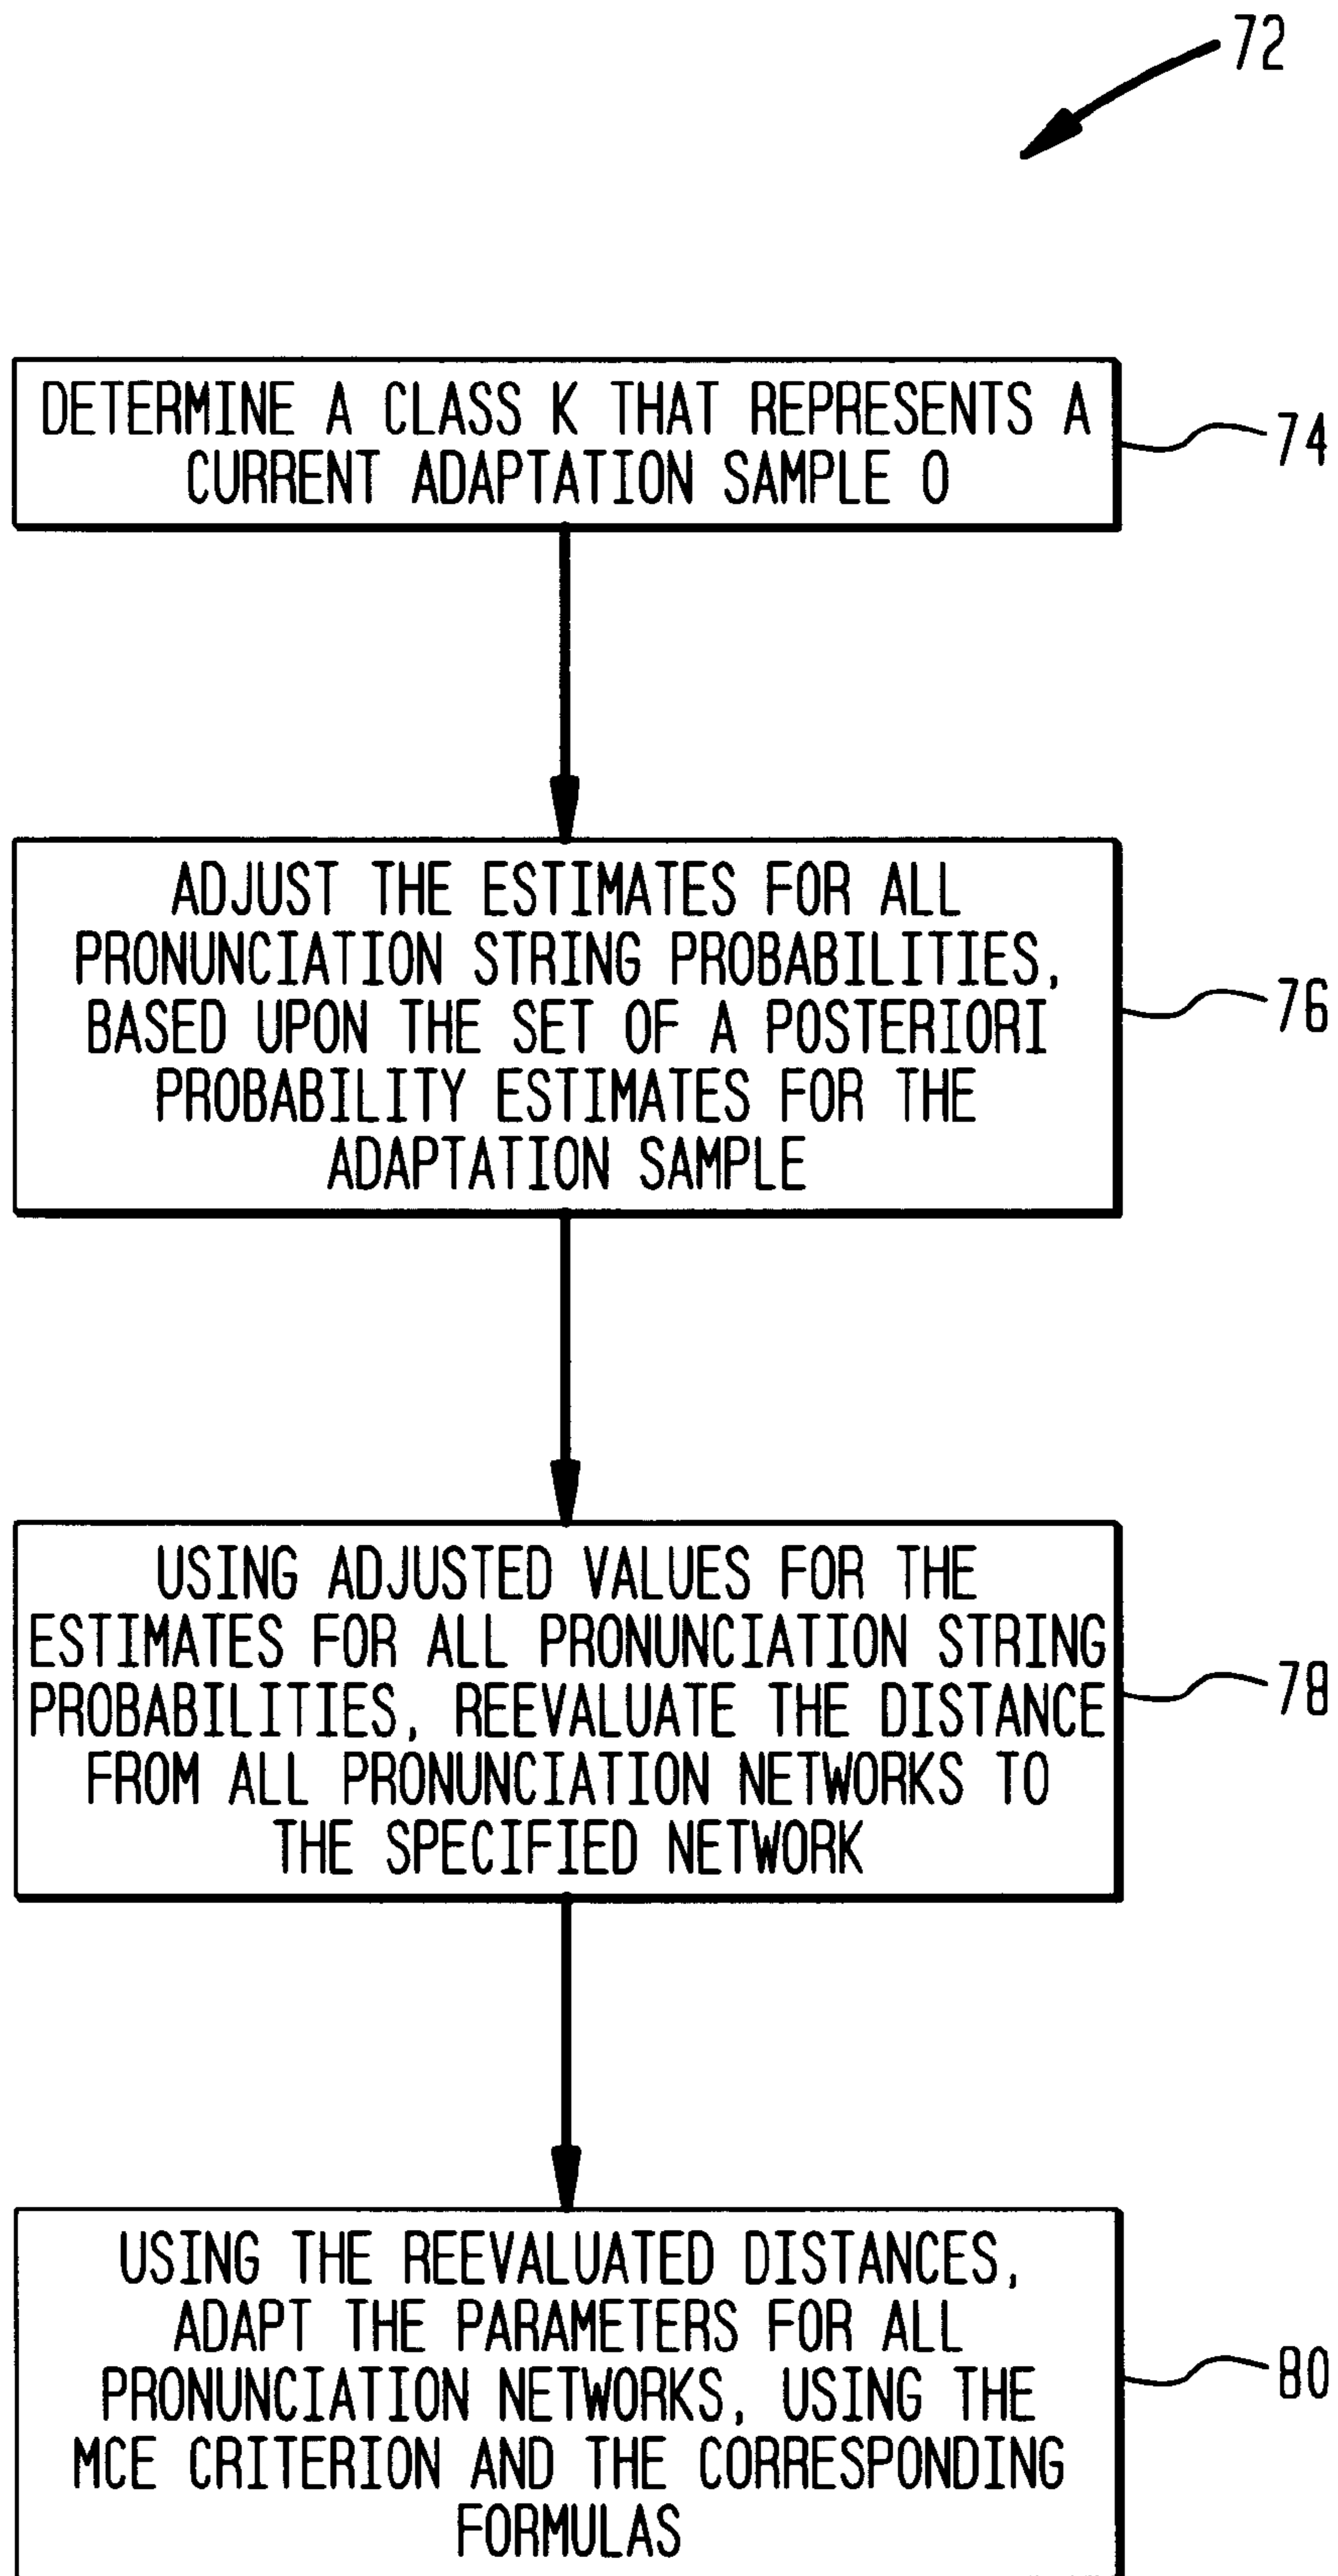 72
DETERMINE A CLASS K THAT REPRESENTS A
CURRENT ADAPTATION SAMPLE O
74
ADJUST THE ESTIMATES FOR ALL
PRONUNCIATION STRING PROBABILITIES,
BASED UPON THE SET OF A POSTERIORI
PROBABILITY ESTIMATES FOR THE
ADAPTATION SAMPLE
76
USING ADJUSTED VALUES FOR THE
ESTIMATES FOR ALL PRONUNCIATION STRING
PROBABILITIES, REEVALUATE THE DISTANCE
FROM ALL PRONUNCIATION NETWORKS TO
THE SPECIFIED NETWORK
78
USING THE REEVALUATED DISTANCES,
ADAPT THE PARAMETERS FOR ALL
PRONUNCIATION NETWORKS, USING THE
MCE CRITERION AND THE CORRESPONDING
FORMULAS
80